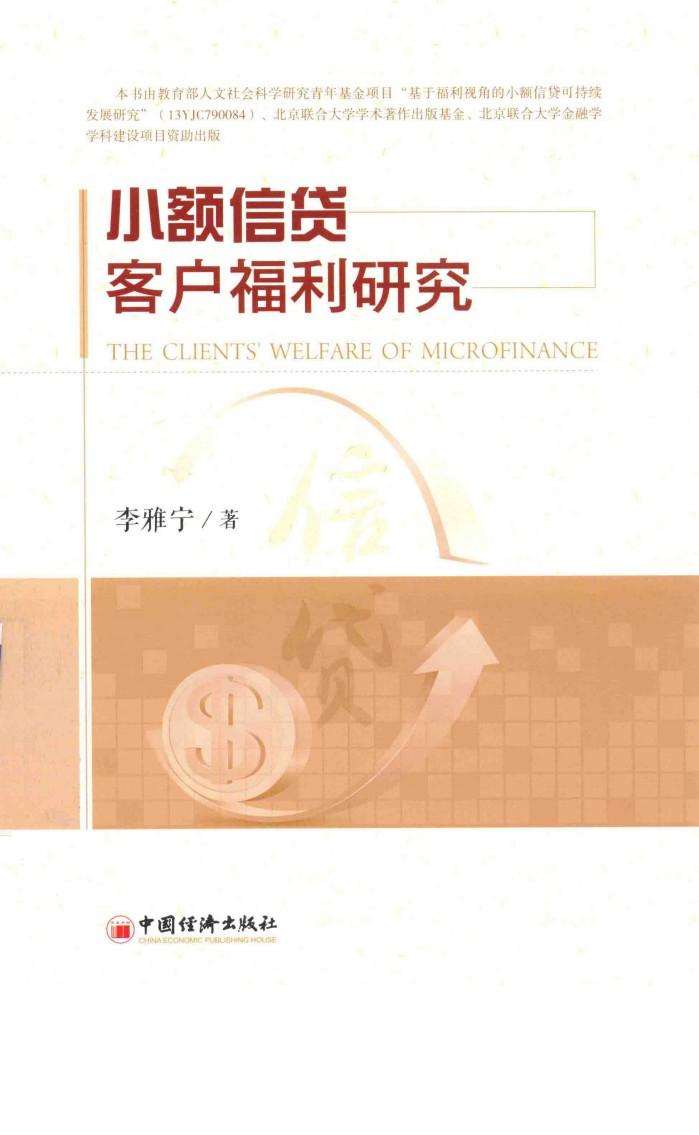 本书由教育部人文社会科学研究青年基金项目“基于福利视角的小额信贷可持续
发展研究”（13YJC790084）、北京联合大学学术著作出版基金、北京联合大学金融学
学科建设项目资助出版
小额信贷
客户福利研究
THE CLIENTS' WELFARE OF MICROFINANCE
信
李雅宁 / 著
贷
中国经济出版社
CHINA ECONOMIC PUBLISHING HOUSE